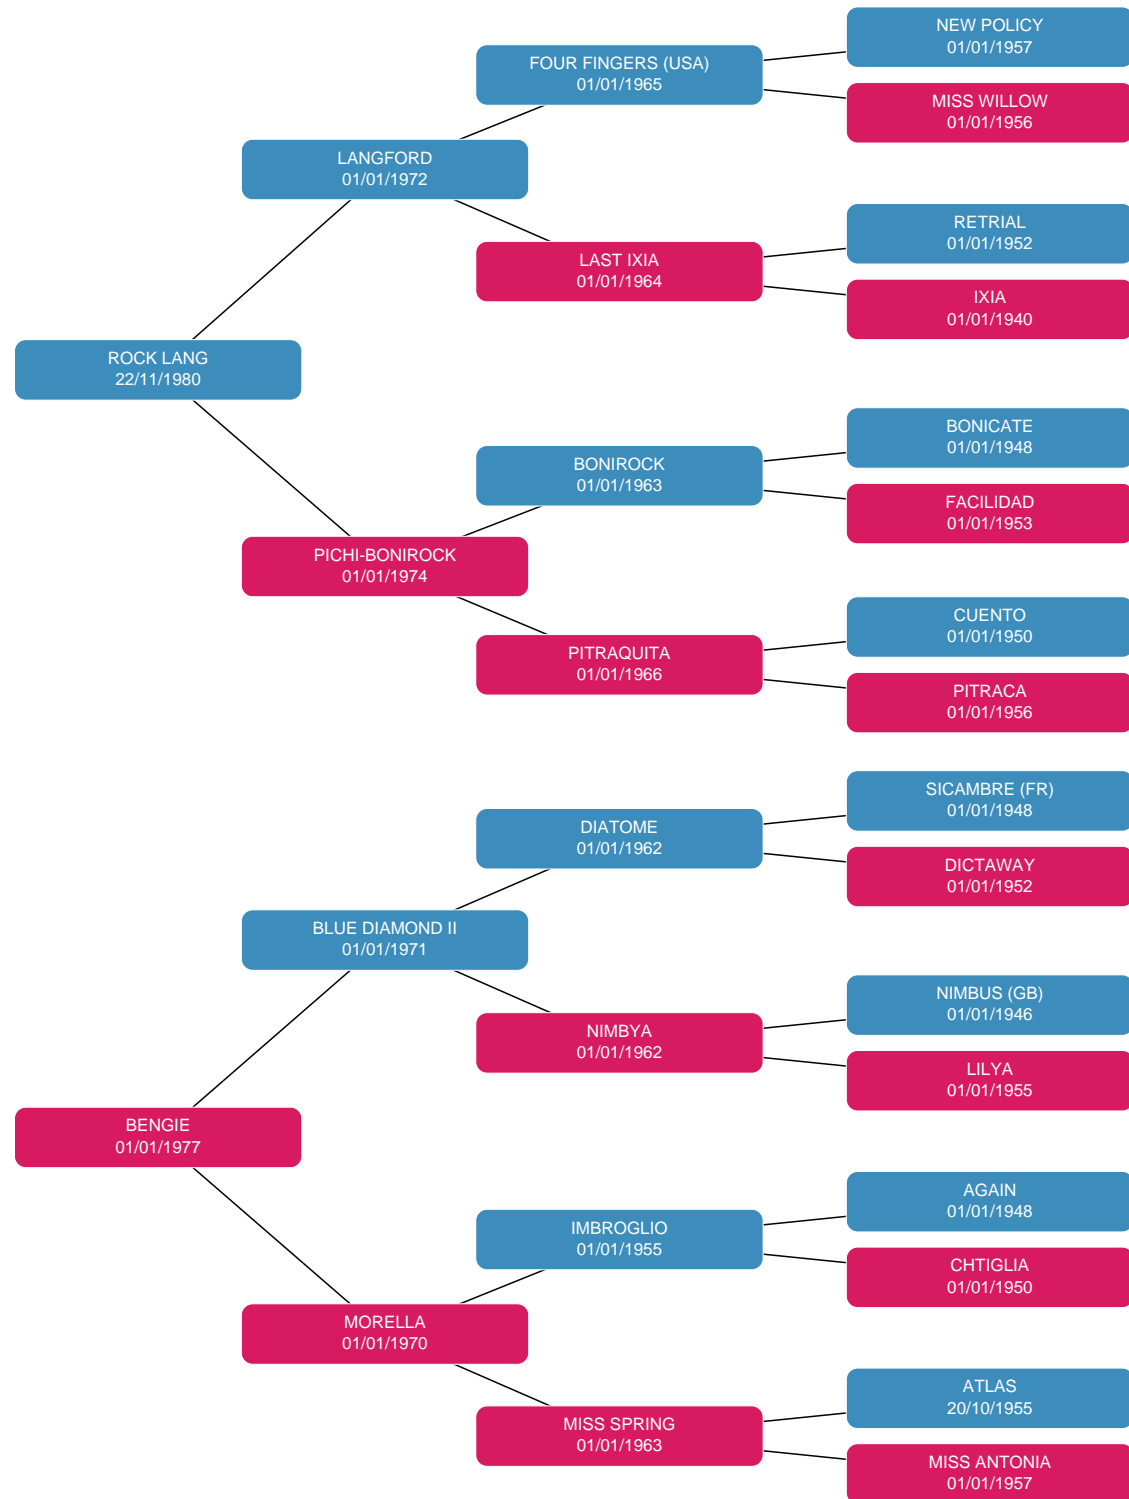 NEW POLICY
01/01/1957
FOUR FINGERS (USA)
01/01/1965
MISS WILLOW
01/01/1956
LANGFORD
01/01/1972
RETRIAL
01/01/1952
LAST IXIA
01/01/1964
IXIA
01/01/1940
ROCK LANG
22/11/1980
BONICATE
01/01/1948
BONIROCK
01/01/1963
FACILIDAD
01/01/1953
PICHI-BONIROCK
01/01/1974
CUENTO
01/01/1950
PITRAQUITA
01/01/1966
PITRACA
01/01/1956
SICAMBRE (FR)
01/01/1948
DIATOME
01/01/1962
DICTAWAY
01/01/1952
BLUE DIAMOND II
01/01/1971
NIMBUS (GB)
01/01/1946
NIMBYA
01/01/1962
LILYA
01/01/1955
BENGIE
01/01/1977
AGAIN
01/01/1948
IMBROGLIO
01/01/1955
CHTIGLIA
01/01/1950
MORELLA
01/01/1970
ATLAS
20/10/1955
MISS SPRING
01/01/1963
MISS ANTONIA
01/01/1957